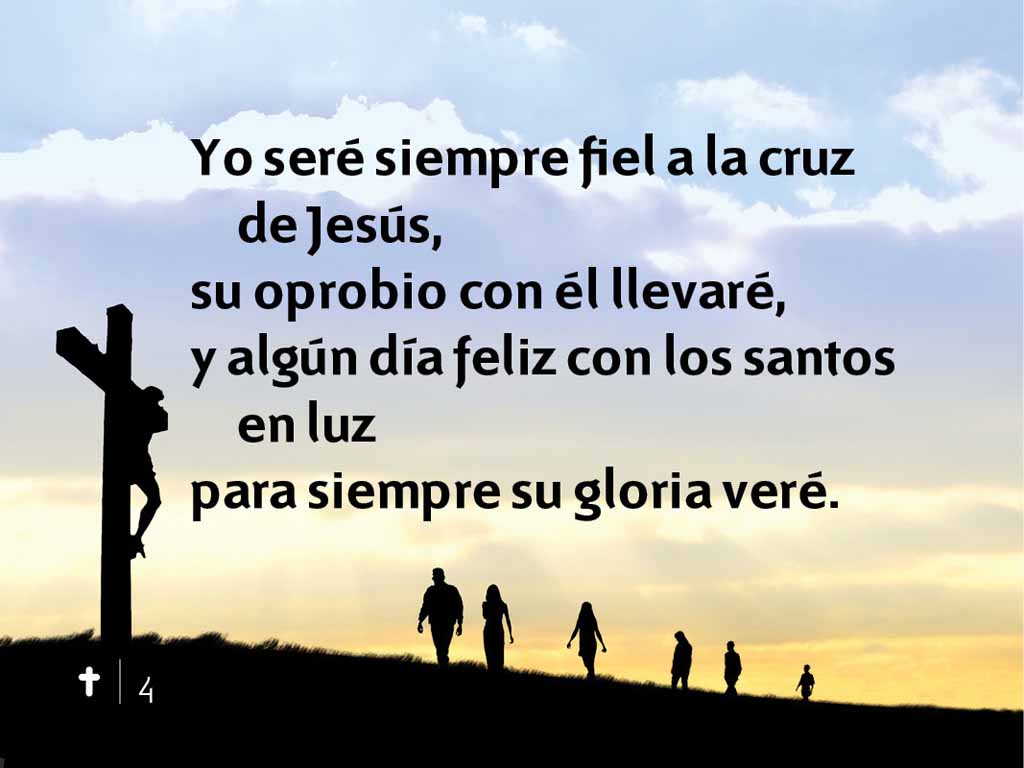 Yo seré siempre fiel a la cruz
de Jesús,
su oprobio con él llevaré,
y algún día feliz con los santos
en luz
para siempre su gloria veré.
4